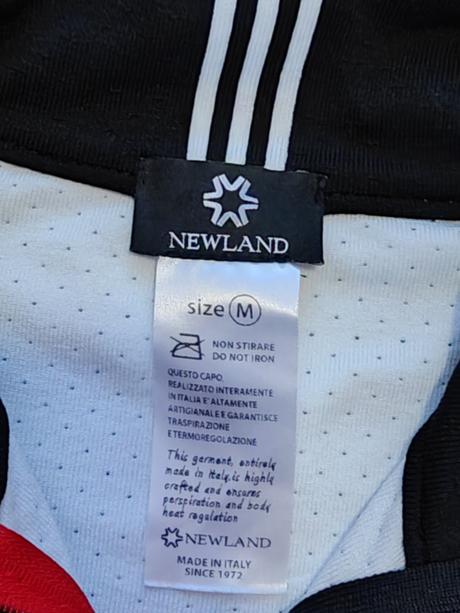 NEWLAND
size M
NON STIRARE
DO NOT IRON
QUESTO CAPO
REALIZZATO INTERAMENTE
IN ITALIA E' ALTAMENTE
ARTIGIANALE E GARANTISCE
TRASPIRAZIONE
E TERMOREGOLAZIONE
This garment, entirely
made in Italy, is highly
crafted and ensures
perspiration and body
heat regulation
NEWLAND
MADE IN ITALY
SINCE 1972